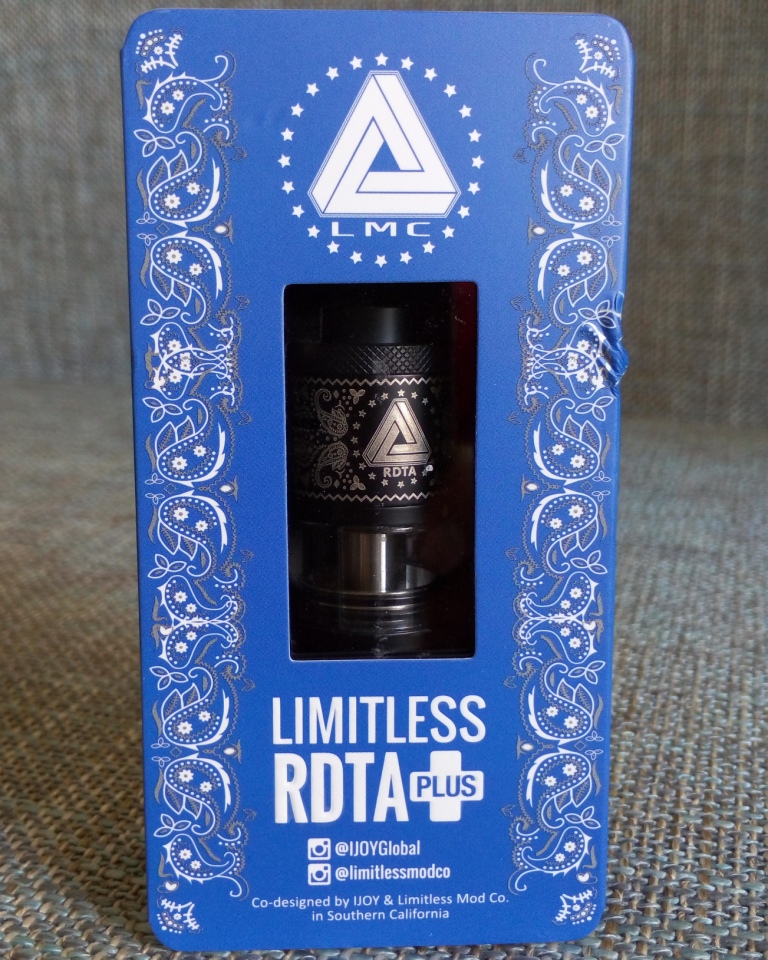 LMC
RDTA
LIMITLESS
RDTA PLUS
@IJOYGlobal
@limitlessmodco
Co-designed by IJOY & Limitless Mod Co.
in Southern California